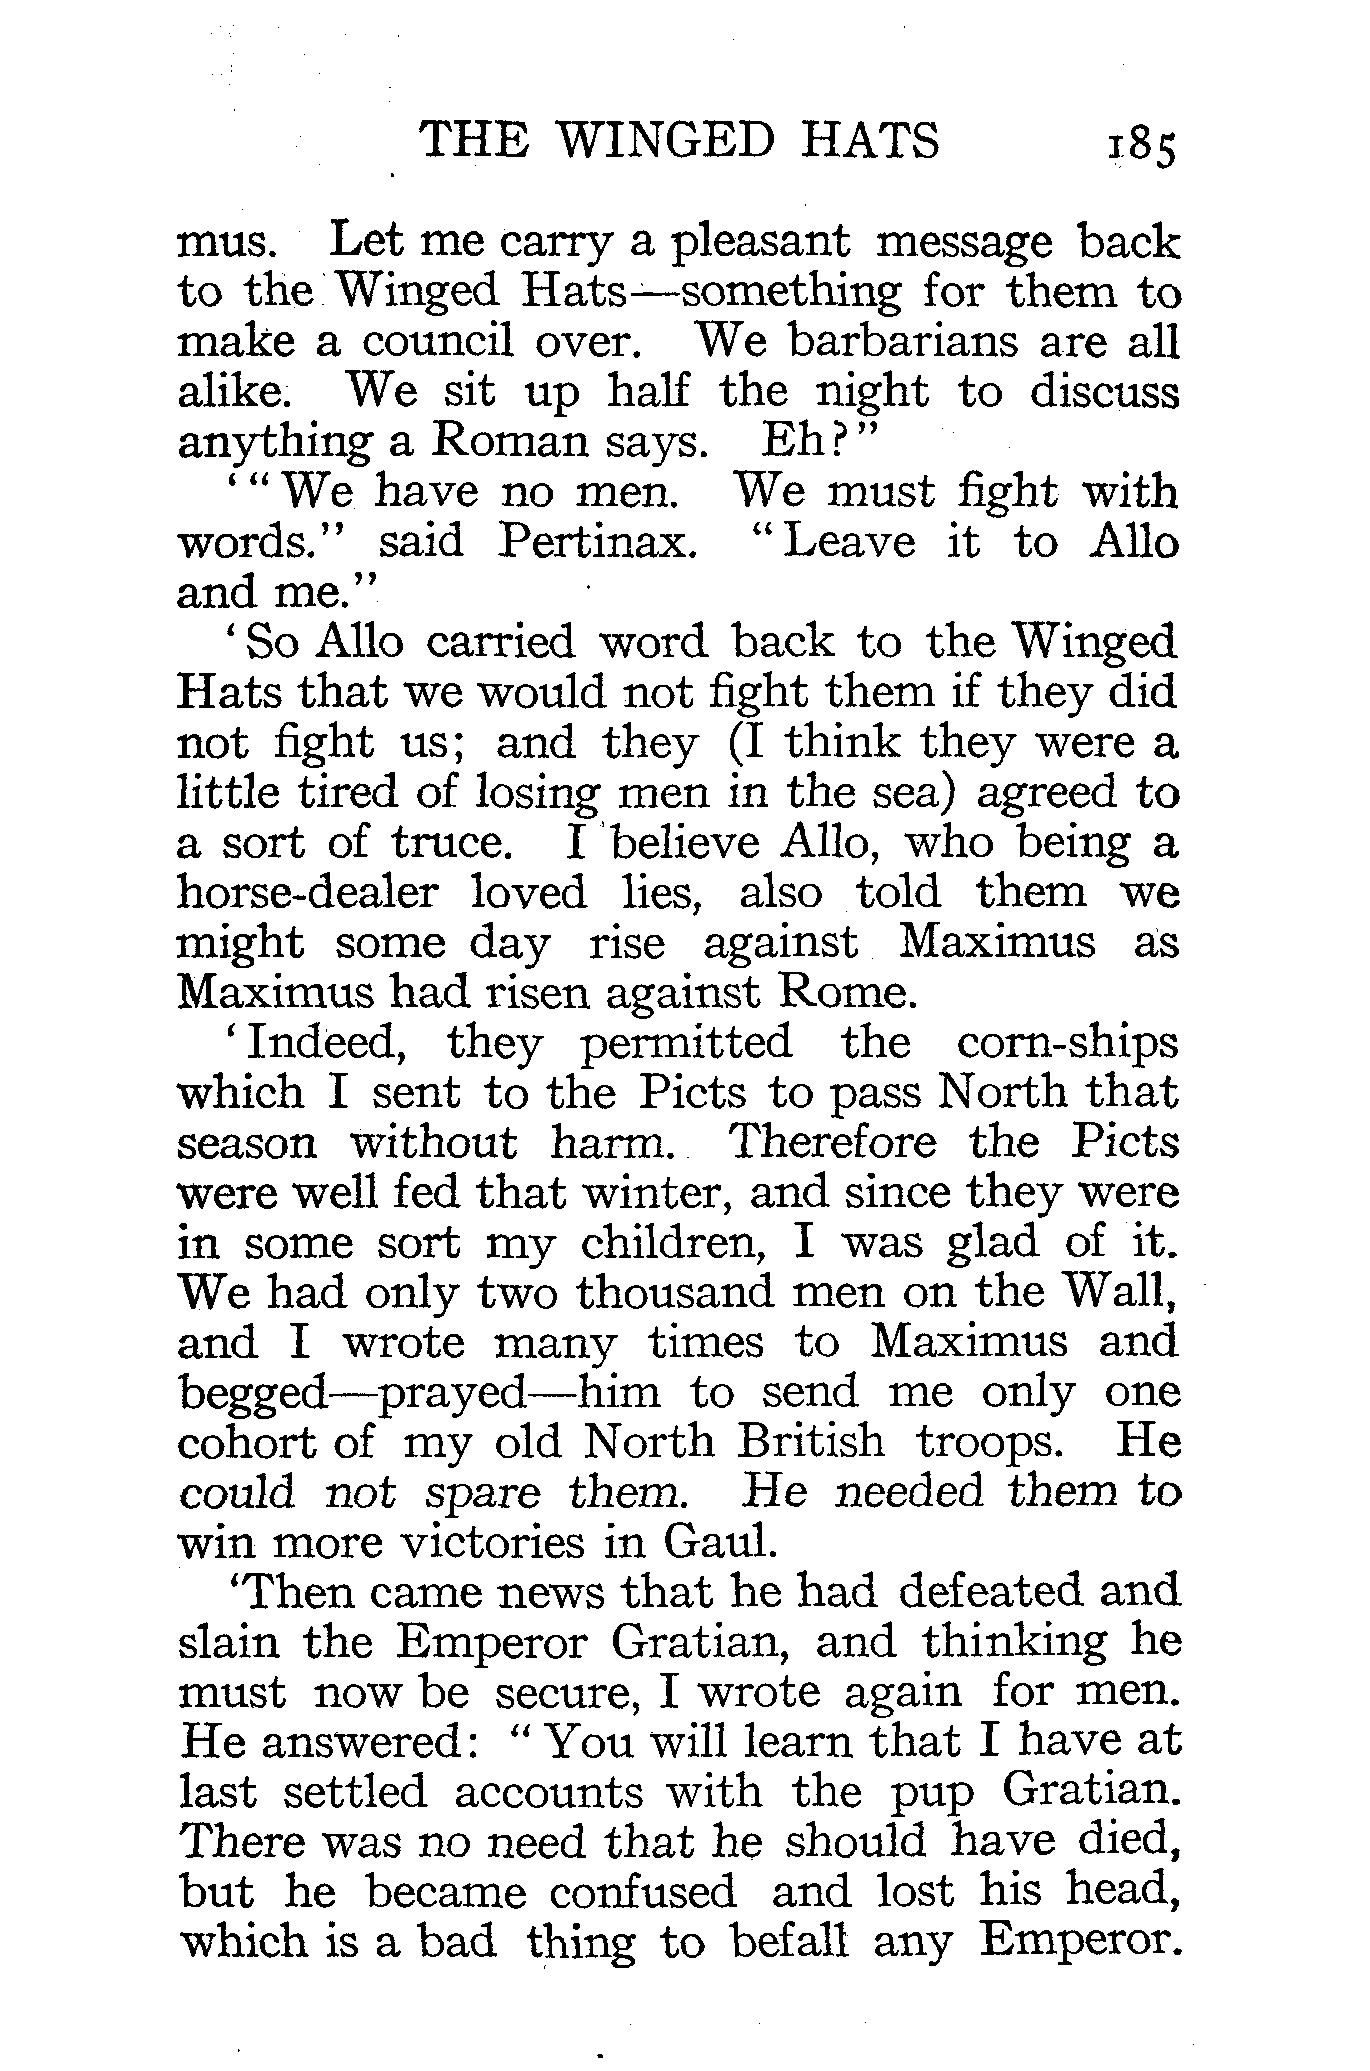 THE WINGED HATS 185
mus. Let me carry a pleasant message back
to the Winged Hats—something for them to
make a council over. We barbarians are all
alike. We sit up half the night to discuss
anything a Roman says. Eh?”
‘“We have no men. We must fight with
words.” said Pertinax. “Leave it to Allo
and me.”
‘So Allo carried word back to the Winged
Hats that we would not fight them if they did
not fight us; and they (I think they were a
little tired of losing men in the sea) agreed to
a sort of truce. I believe Allo, who being a
horse-dealer loved lies, also told them we
might some day rise against Maximus as
Maximus had risen against Rome.
‘Indeed, they permitted the corn-ships
which I sent to the Picts to pass North that
season without harm. Therefore the Picts
were well fed that winter, and since they were
in some sort my children, I was glad of it.
We had only two thousand men on the Wall,
and I wrote many times to Maximus and
begged—prayed—him to send me only one
cohort of my old North British troops. He
could not spare them. He needed them to
win more victories in Gaul.
‘Then came news that he had defeated and
slain the Emperor Gratian, and thinking he
must now be secure, I wrote again for men.
He answered: “You will learn that I have at
last settled accounts with the pup Gratian.
There was no need that he should have died,
but he became confused and lost his head,
which is a bad thing to befall any Emperor.